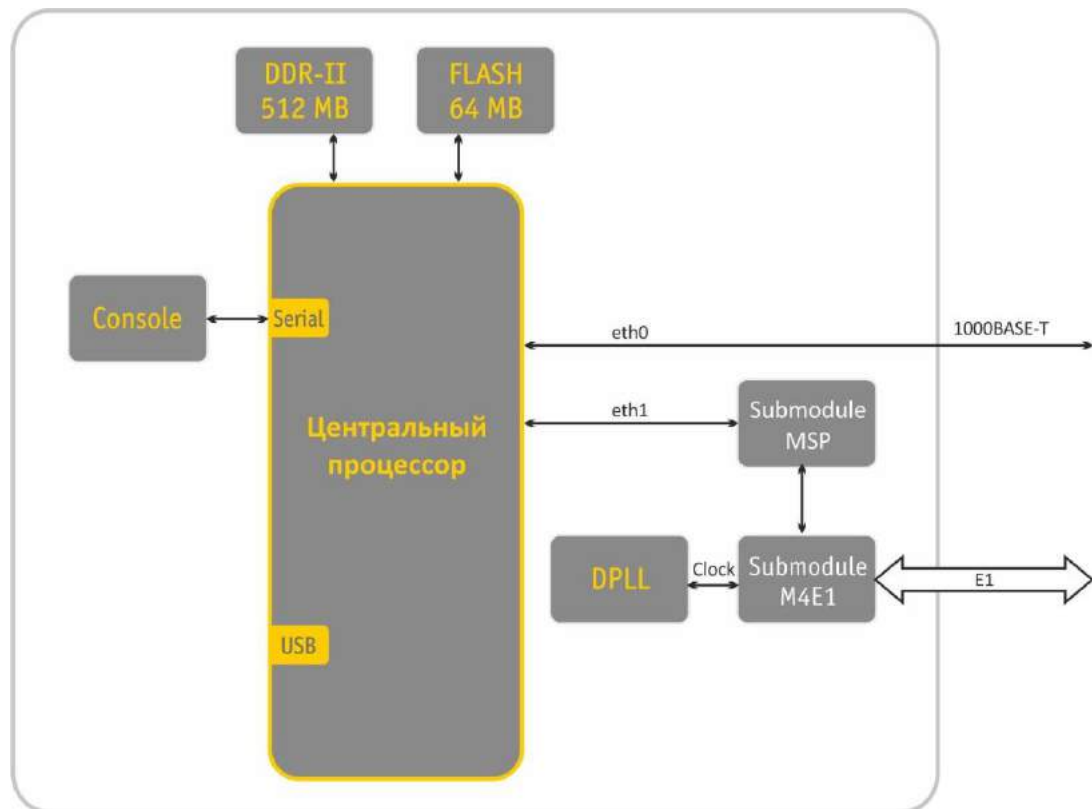 DDR-II
512 MB
FLASH
64 MB
Console
Serial
eth0
1000BASE-T
eth1
Submodule
MSP
Центральный
процессор
DPLL
Clock
Submodule
M4E1
E1
USB